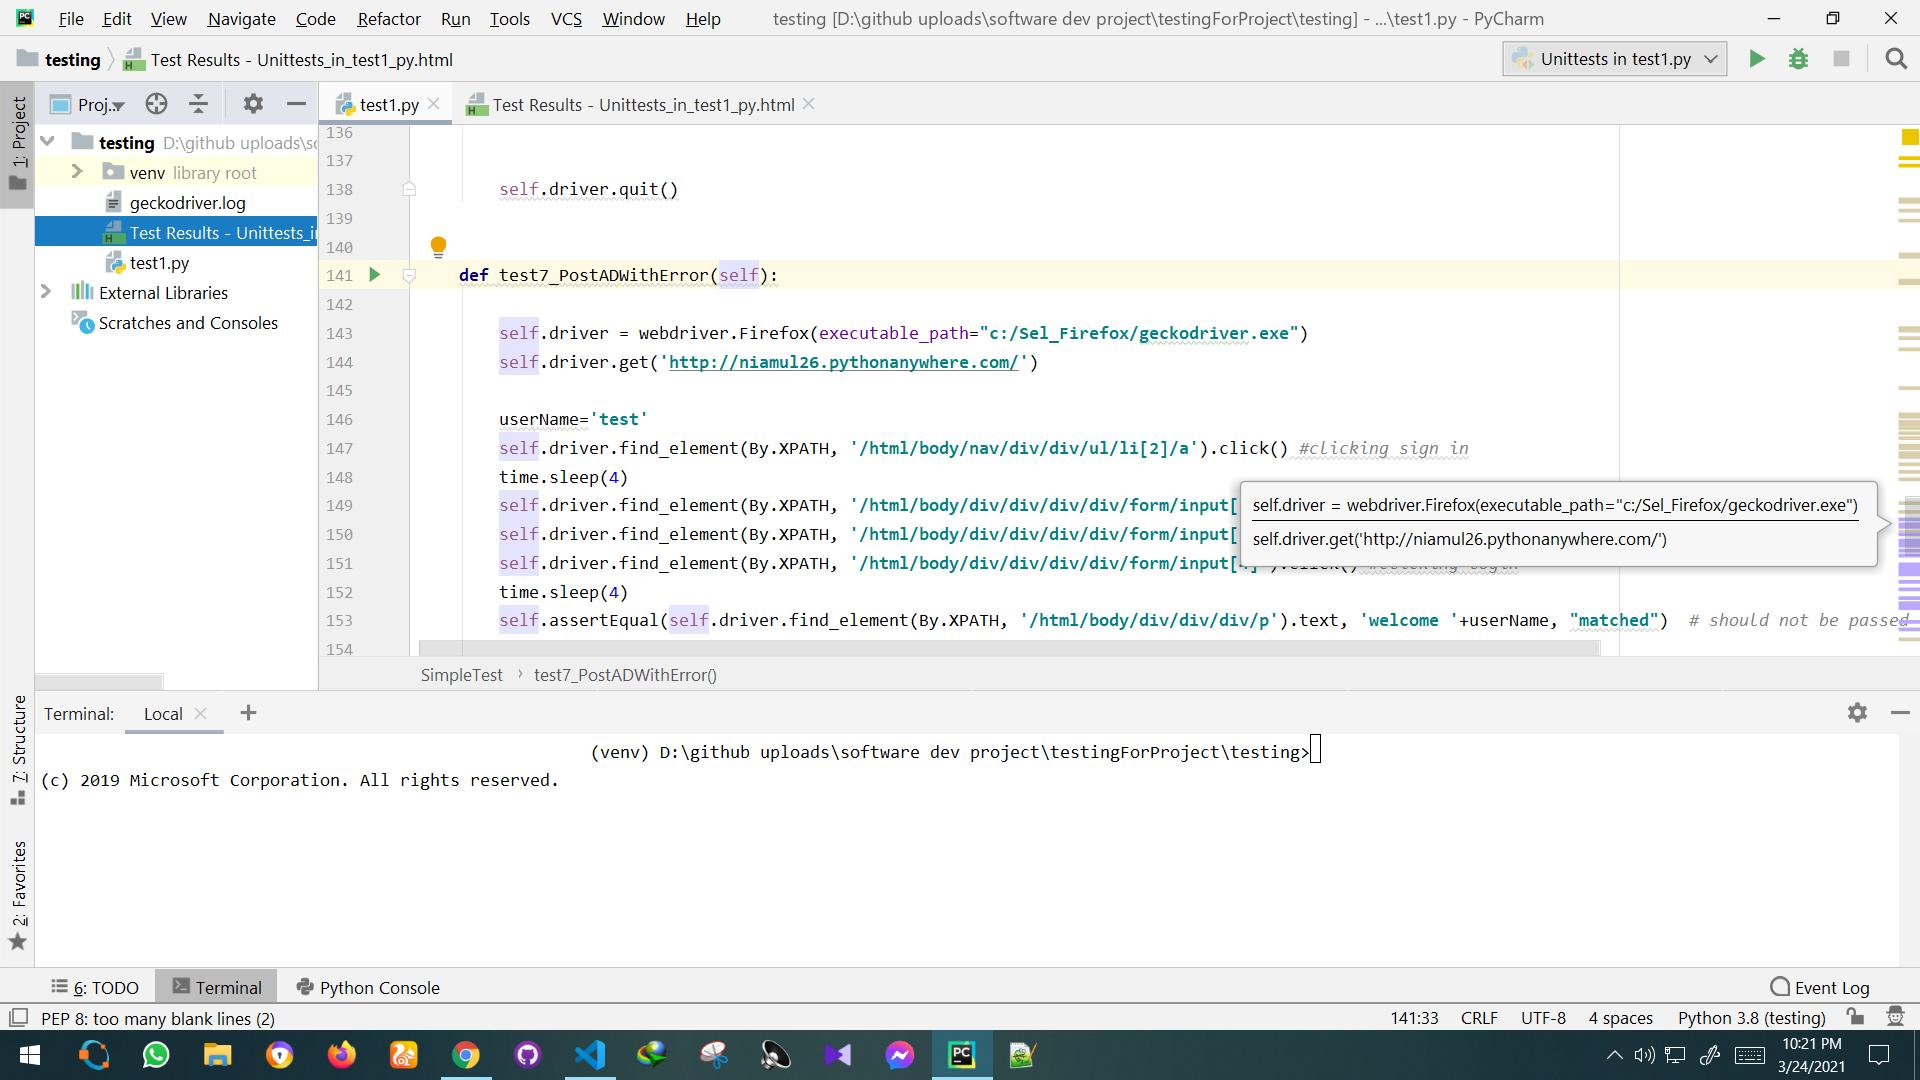 File Edit View Navigate Code Refactor Run Tools VCS Window Help testing [D:\github uploads\software dev project\testingForProject\testing] - ...\test1.py - PyCharm
testing Test Results - Unittests_in_test1_py.html Unittests in test1.py
1: Project
Proj... test1.py Test Results - Unittests_in_test1_py.html
testing D:\github uploads\so
venv library root
geckodriver.log
Test Results - Unittests_i
test1.py
External Libraries
Scratches and Consoles
136
137
138 self.driver.quit()
139
140
141 def test7_PostADWithError(self):
142
143 self.driver = webdriver.Firefox(executable_path="c:/Sel_Firefox/geckodriver.exe")
144 self.driver.get('http://niamul26.pythonanywhere.com/')
145
146 userName='test'
147 self.driver.find_element(By.XPATH, '/html/body/nav/div/div/ul/li[2]/a').click() #clicking sign in
148 time.sleep(4)
149 self.driver.find_element(By.XPATH, '/html/body/div/div/div/div/form/input[
150 self.driver.find_element(By.XPATH, '/html/body/div/div/div/div/form/input[
151 self.driver.find_element(By.XPATH, '/html/body/div/div/div/div/form/input[
152 time.sleep(4)
153 self.assertEqual(self.driver.find_element(By.XPATH, '/html/body/div/div/div/p').text, 'welcome '+userName, "matched") # should not be passed
154
self.driver = webdriver.Firefox(executable_path="c:/Sel_Firefox/geckodriver.exe")
self.driver.get('http://niamul26.pythonanywhere.com/')
SimpleTest › test7_PostADWithError()
7: Structure
2: Favorites
Terminal: Local
(venv) D:\github uploads\software dev project\testingForProject\testing>
(c) 2019 Microsoft Corporation. All rights reserved.
6: TODO Terminal Python Console Event Log
PEP 8: too many blank lines (2) 141:33 CRLF UTF-8 4 spaces Python 3.8 (testing)
10:21 PM
3/24/2021